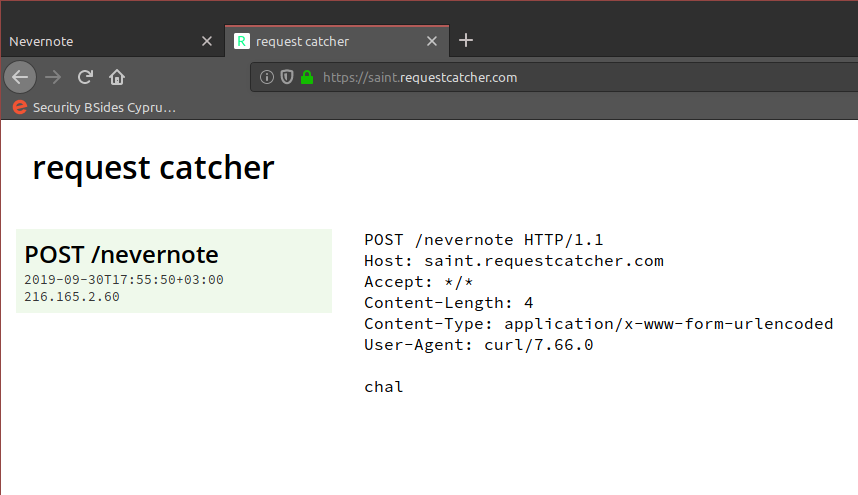 Nevernote
R request catcher
https://saint.requestcatcher.com
Security BSides Cypru…
request catcher
POST /nevernote
2019-09-30T17:55:50+03:00
216.165.2.60
POST /nevernote HTTP/1.1
Host: saint.requestcatcher.com
Accept: */*
Content-Length: 4
Content-Type: application/x-www-form-urlencoded
User-Agent: curl/7.66.0
chal